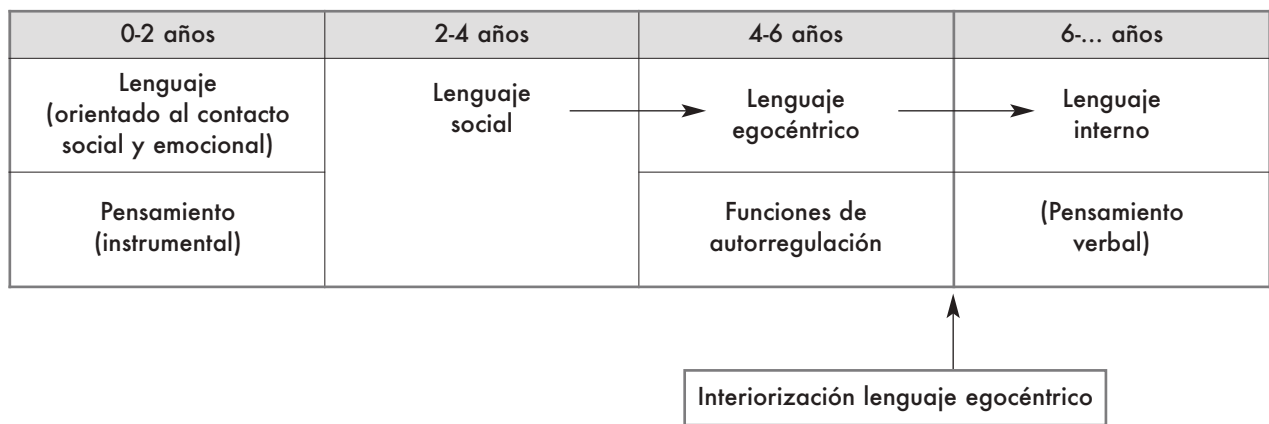 0-2 años
2-4 años
4-6 años
6-... años
Lenguaje
(orientado al contacto
social y emocional)
Lenguaje
social
Lenguaje
egocéntrico
Lenguaje
interno
Pensamiento
(instrumental)
Funciones de
autorregulación
(Pensamiento
verbal)
Interiorización lenguaje egocéntrico